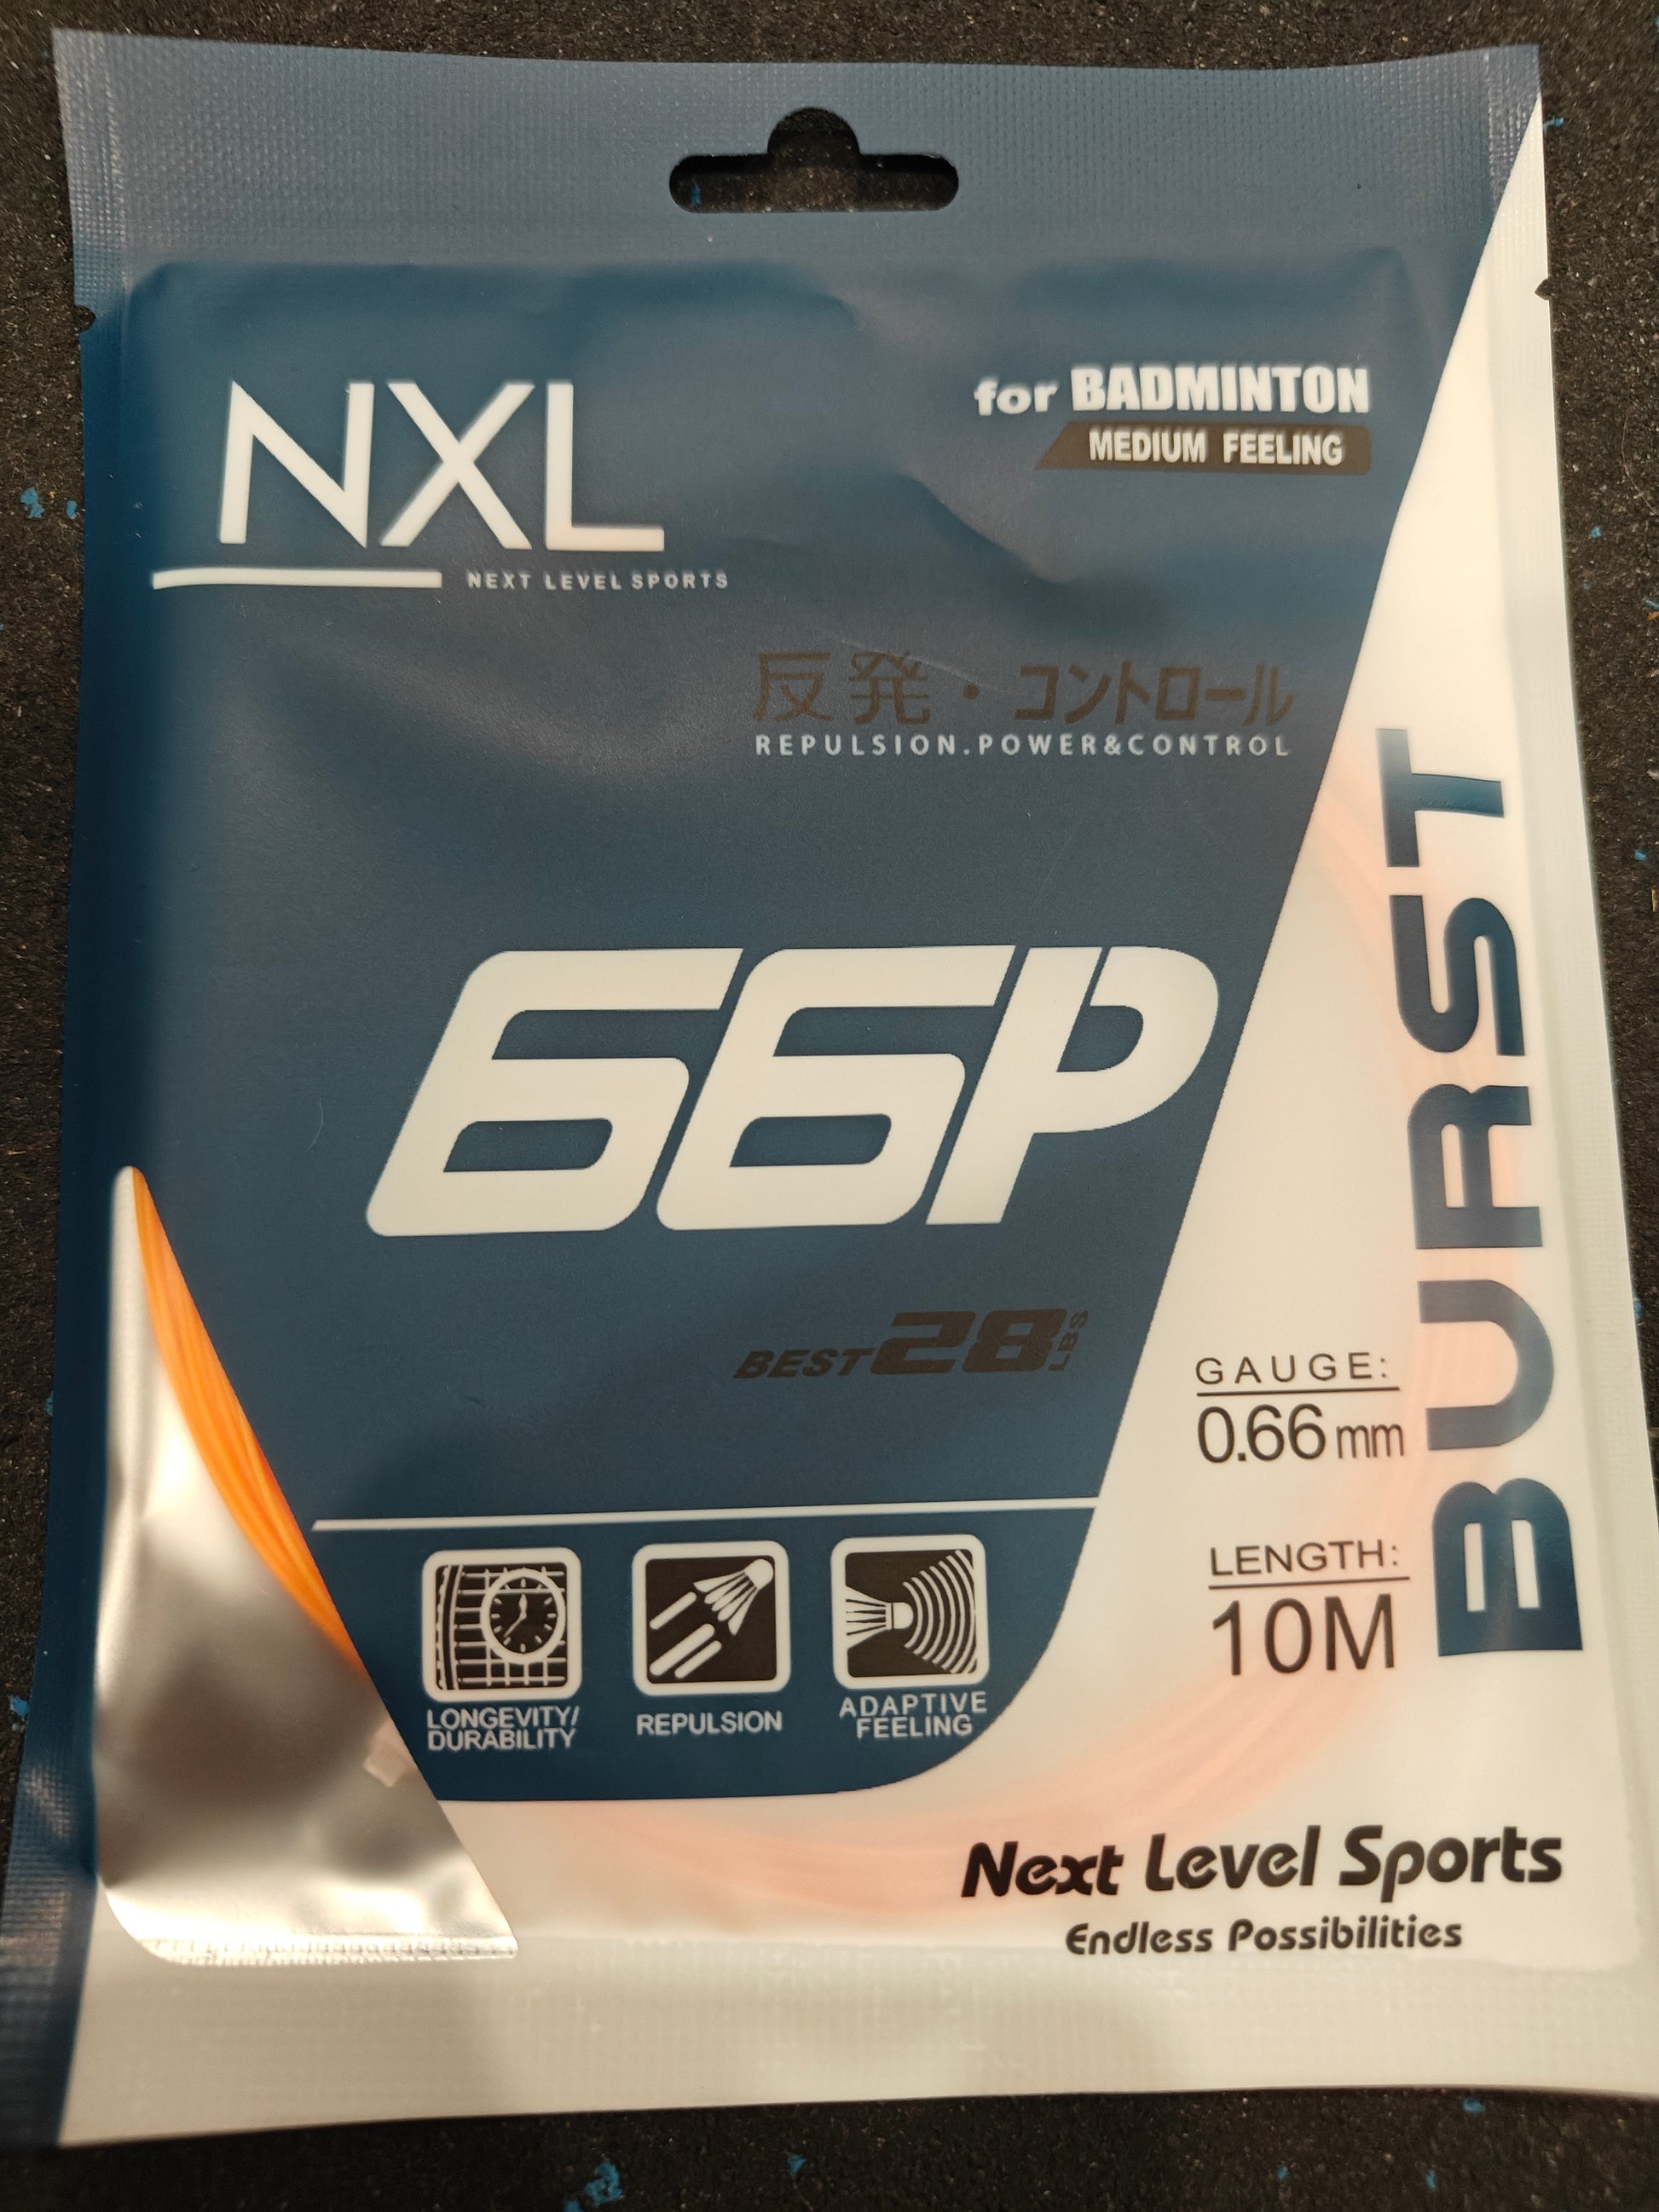 NXL
NEXT LEVEL SPORTS
for BADMINTON
MEDIUM FEELING
反発・コントロール
REPULSION.POWER&CONTROL
66P
BEST 28 LBS
BURST
GAUGE:
0.66mm
LENGTH:
10M
LONGEVITY/
DURABILITY
REPULSION
ADAPTIVE
FEELING
Next Level Sports
Endless Possibilities